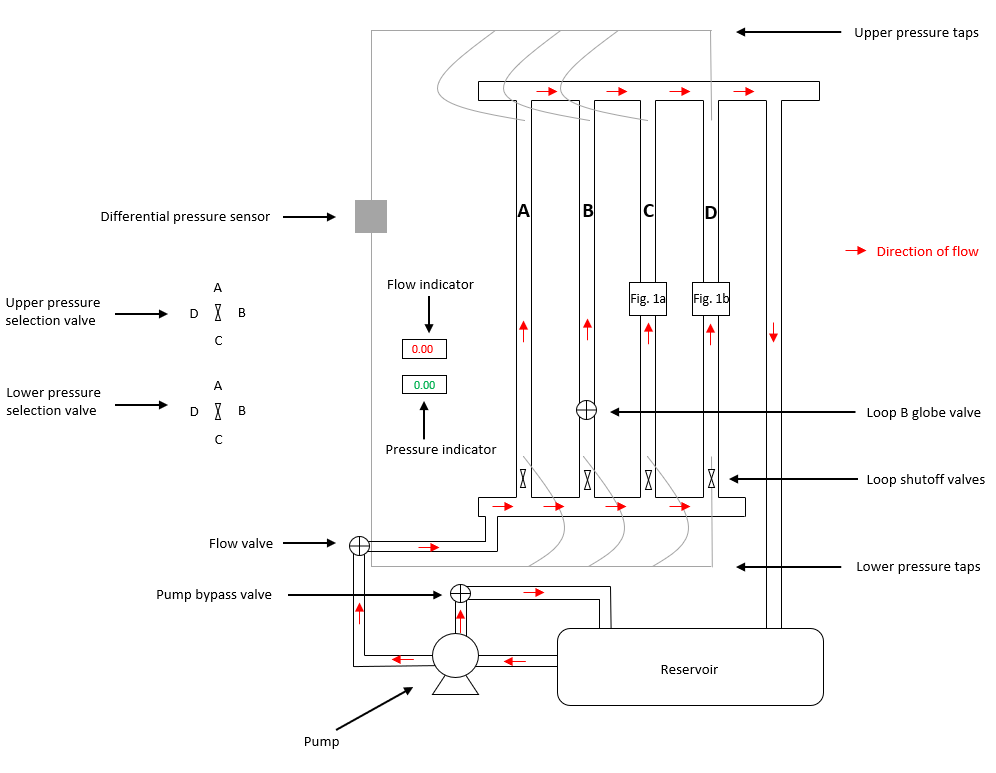 Upper pressure taps
A
B
C
D
Differential pressure sensor
Direction of flow
Flow indicator
A
Upper pressure
selection valve
D
B
C
0.00
Fig. 1a
Fig. 1b
0.00
Lower pressure
selection valve
A
D
B
C
Loop B globe valve
Pressure indicator
Loop shutoff valves
Flow valve
Lower pressure taps
Pump bypass valve
Reservoir
Pump